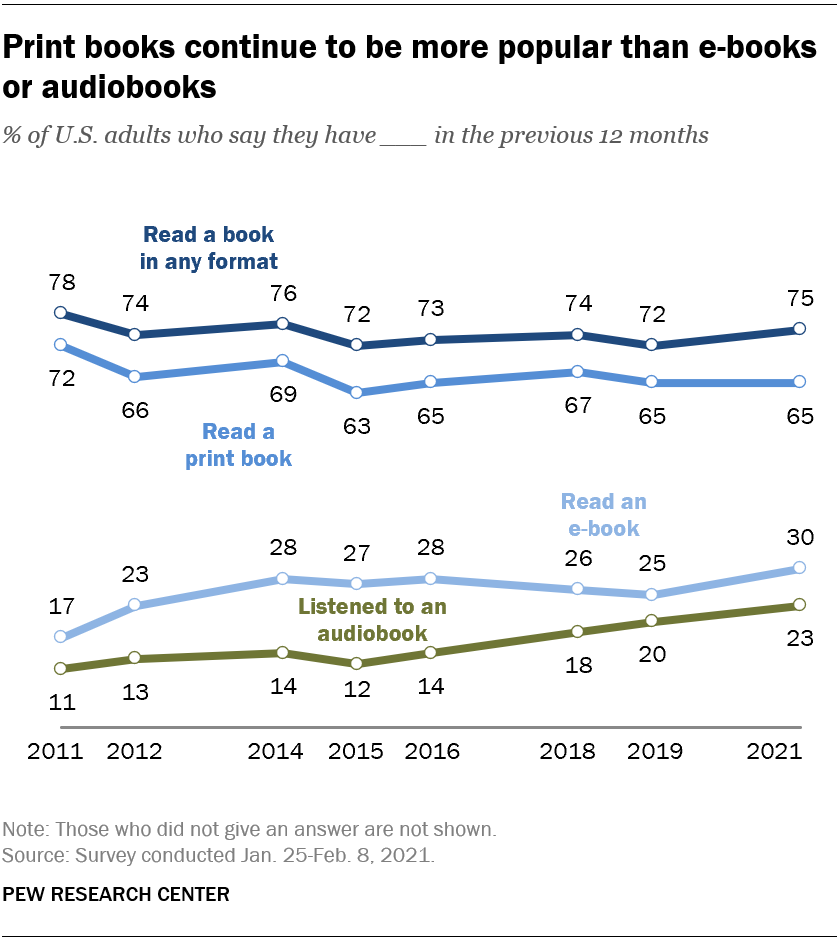 Print books continue to be more popular than e-books
or audiobooks
% of U.S. adults who say they have ___ in the previous 12 months
Read a book
in any format
78 74 76 72 73 74 72 75
72 66 69 63 65 67 65 65
Read a
print book
Read an
e-book
17 23 28 27 28 26 25 30
Listened to an
audiobook
11 13 14 12 14 18 20 23
2011 2012 2014 2015 2016 2018 2019 2021
Note: Those who did not give an answer are not shown.
Source: Survey conducted Jan. 25-Feb. 8, 2021.
PEW RESEARCH CENTER